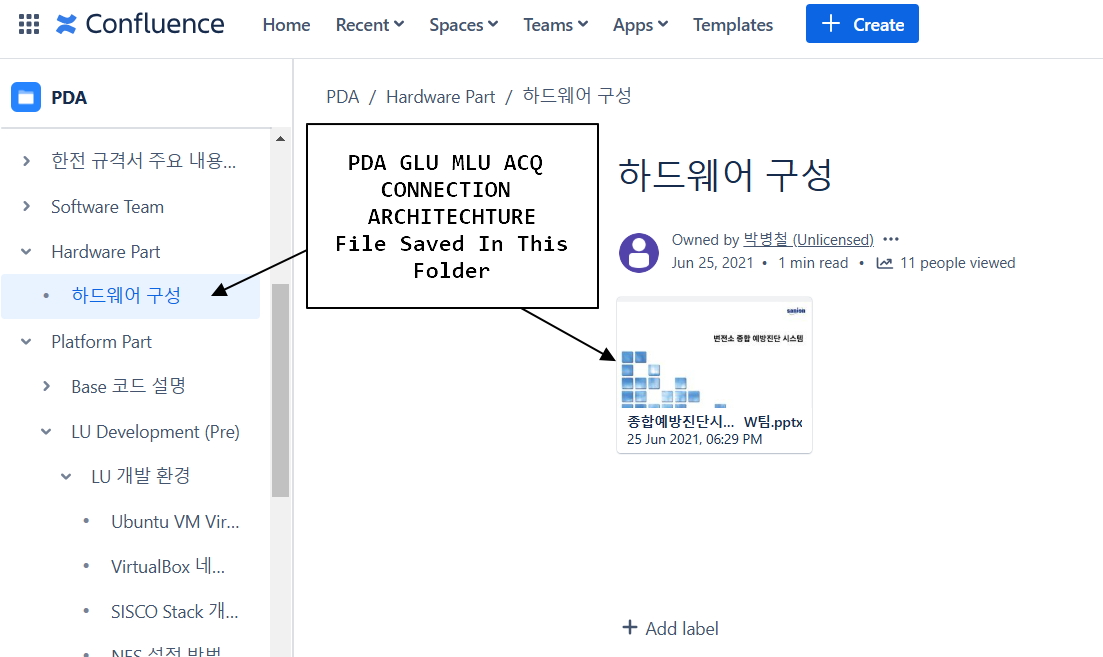 Confluence Home Recent Spaces Teams Apps Templates Create
PDA
한전 규격서 주요 내용...
Software Team
Hardware Part
하드웨어 구성
Platform Part
Base 코드 설명
LU Development (Pre)
LU 개발 환경
Ubuntu VM Vir...
VirtualBox 네...
SISCO Stack 개...
NFS 설정 방법
PDA / Hardware Part / 하드웨어 구성
PDA GLU MLU ACQ
CONNECTION
ARCHITECHTURE
File Saved In This
Folder
하드웨어 구성
Owned by 박병철 (Unlicensed) •••
Jun 25, 2021 • 1 min read • 11 people viewed
sanion
변전소 종합 예방진단 시스템
종합예방진단시... W팀.pptx
25 Jun 2021, 06:29 PM
Add label